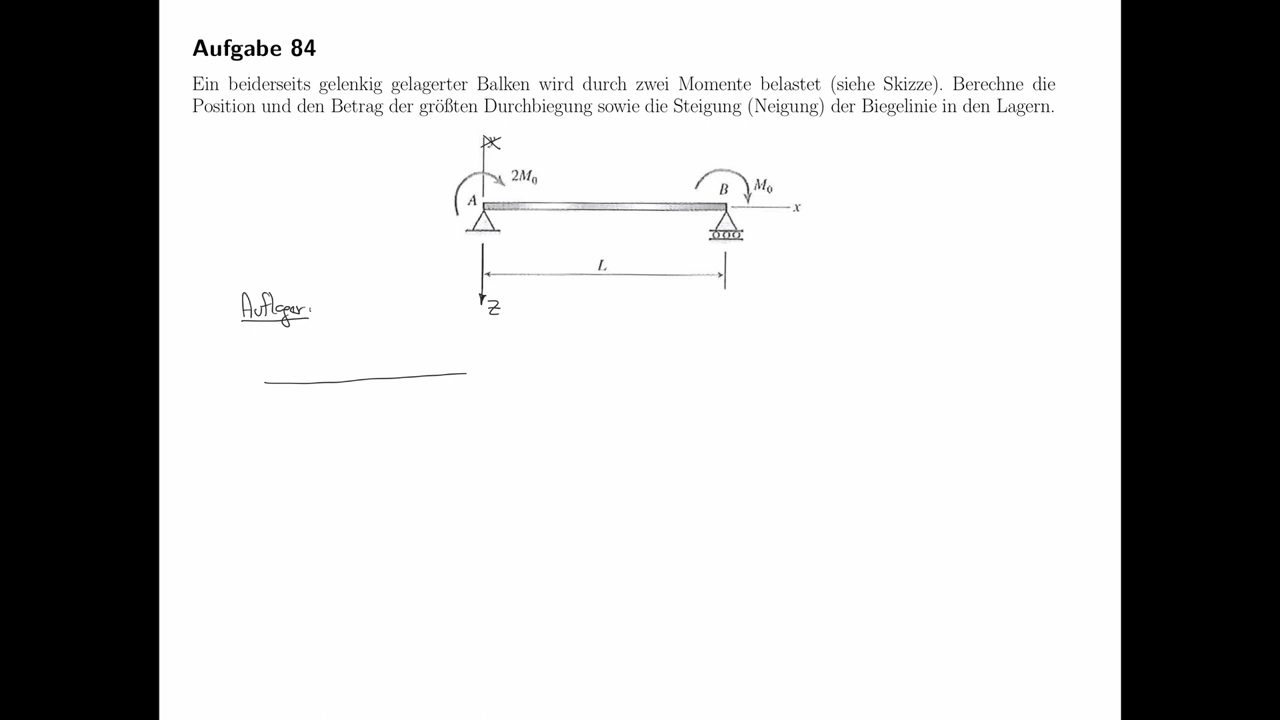 Aufgabe 84
Ein beiderseits gelenkig gelagerter Balken wird durch zwei Momente belastet (siehe Skizze). Berechne die
Position und den Betrag der größten Durchbiegung sowie die Steigung (Neigung) der Biegelinie in den Lagern.
2M₀
A
B
M₀
x
L
z
Auflager: